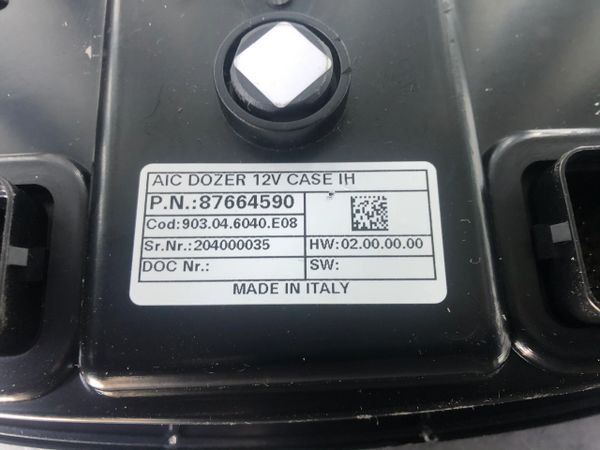 AIC DOZER 12V CASE IH
P.N.:87664590
Cod:903.04.6040.E08
Sr.Nr.:204000035 HW:02.00.00.00
DOC Nr.: SW:
MADE IN ITALY